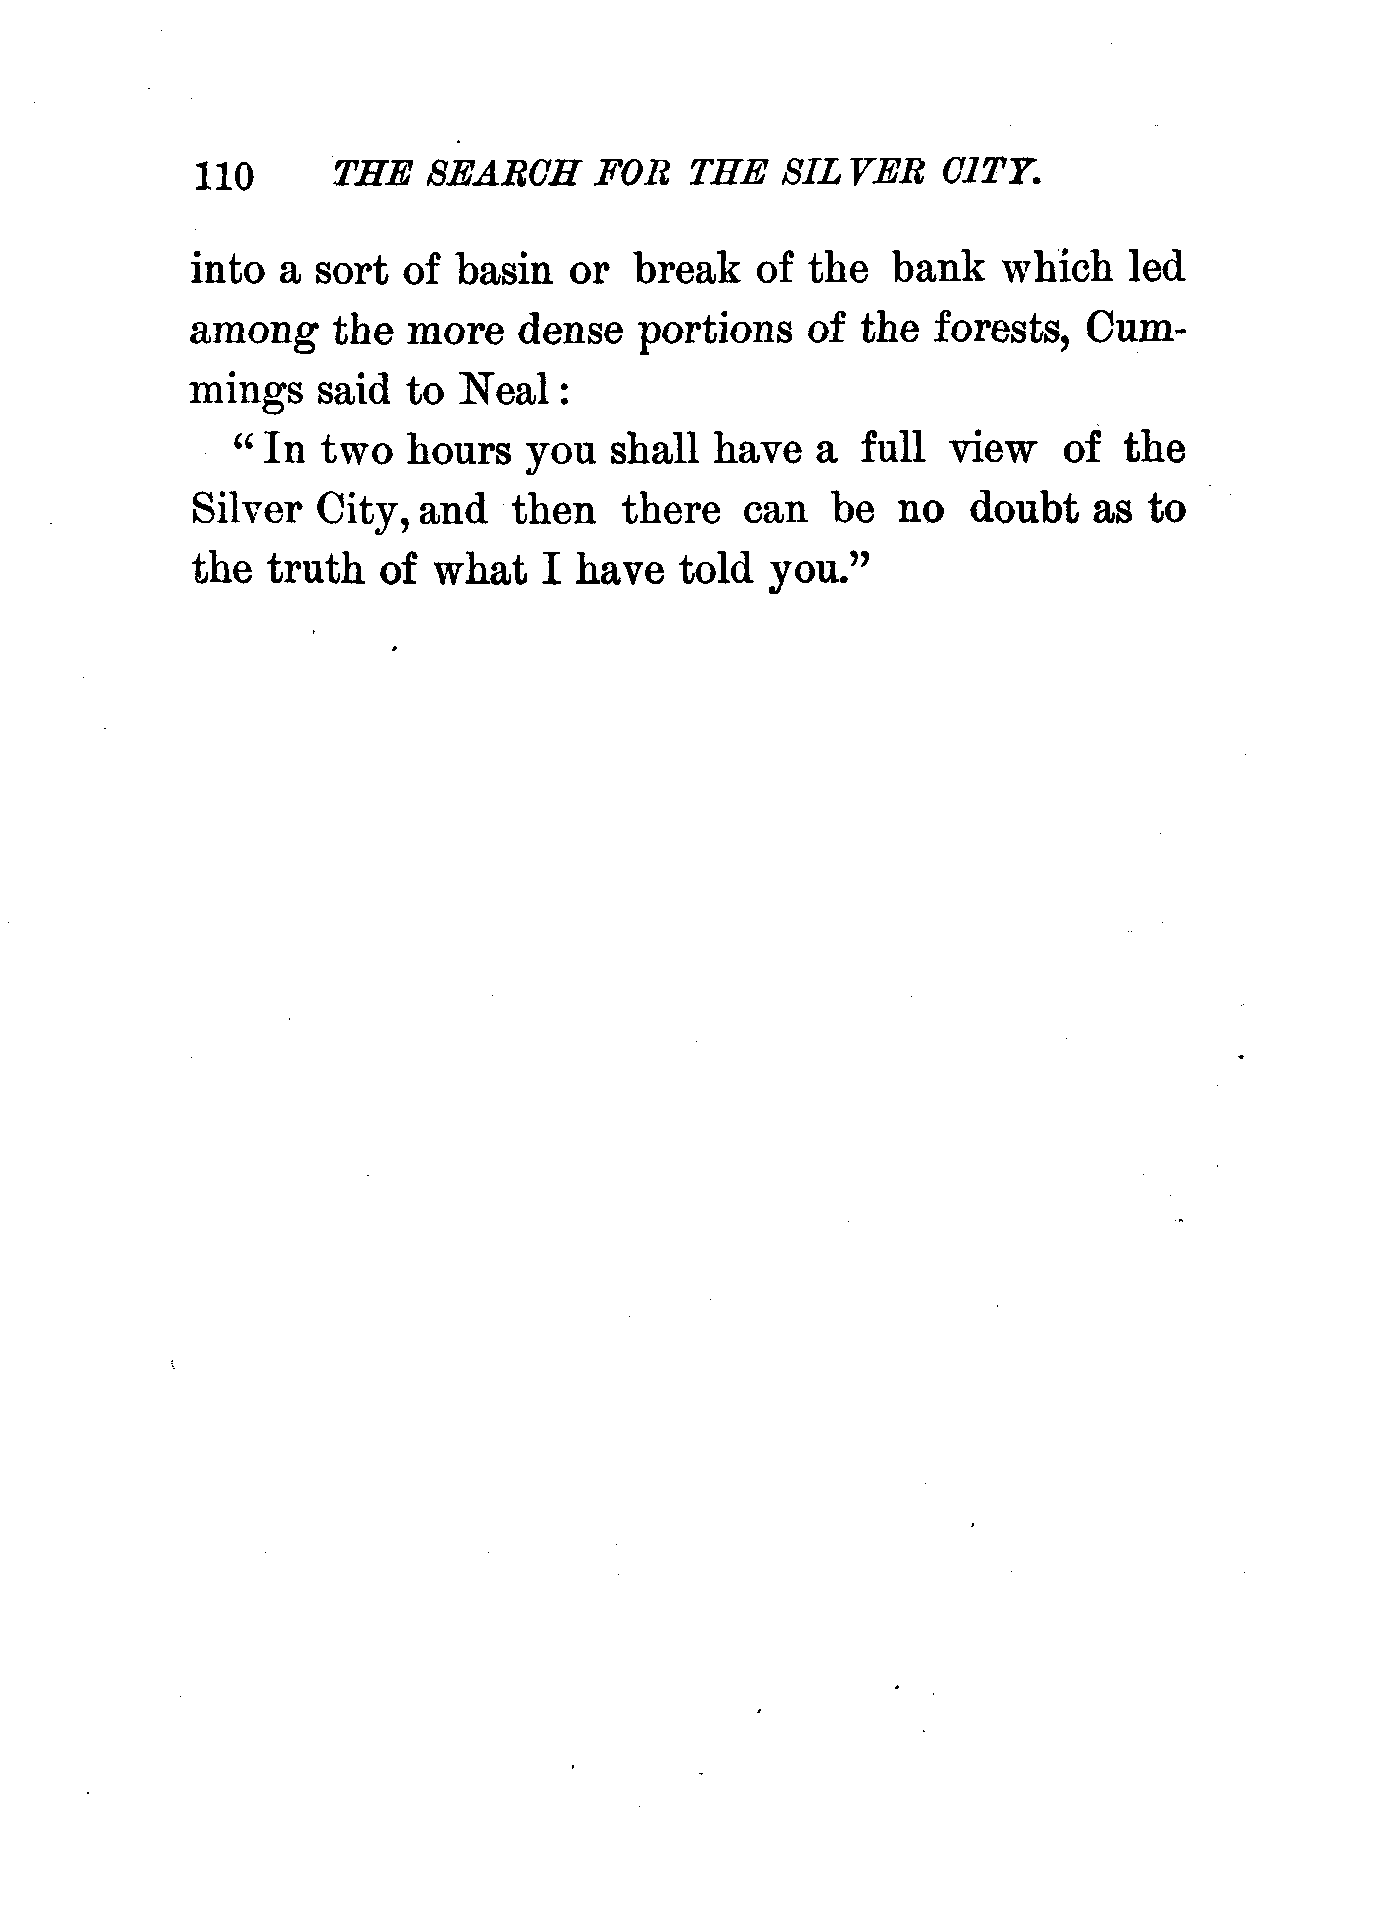 110 THE SEARCH FOR THE SILVER CITY.
into a sort of basin or break of the bank which led
among the more dense portions of the forests, Cum-
mings said to Neal:
"In two hours you shall have a full view of the
Silver City, and then there can be no doubt as to
the truth of what I have told you."